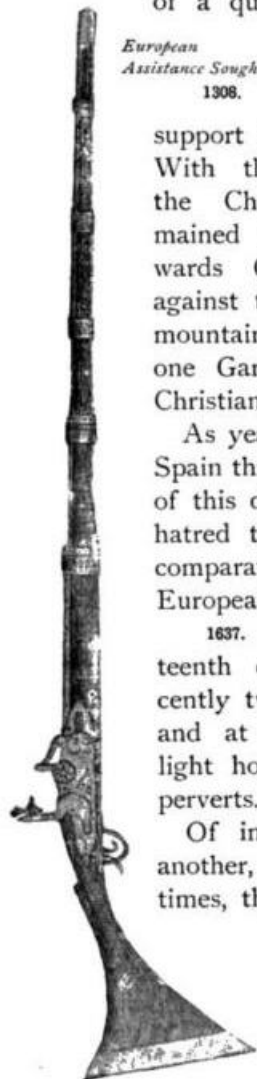 of a qu
European
Assistance Sough
1308.
support
With th
the Ch
mained
wards
against t
mountain
one Gar
Christian
As ye
Spain th
of this o
hatred t
comparat
Europea
1637.
teenth
cently tw
and at
light ho
perverts.
Of in
another,
times, th